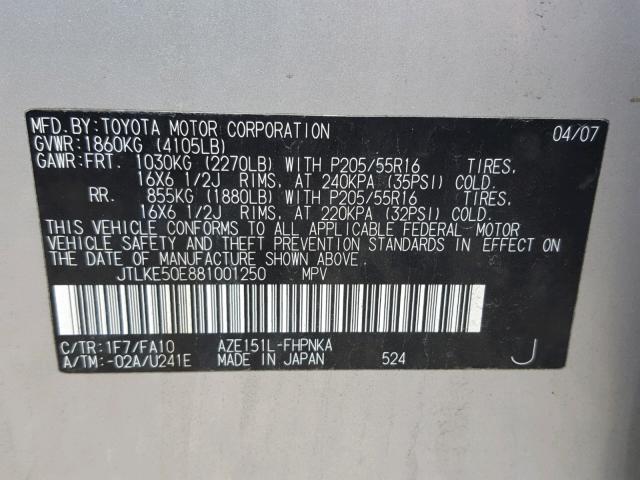 MFD.BY:TOYOTA MOTOR CORPORATION 04/07
GVWR:1860KG (4105LB)
GAWR:FRT. 1030KG (2270LB) WITH P205/55R16 TIRES,
16X6 1/2J RIMS, AT 240KPA (35PSI) COLD.
RR. 855KG (1880LB) WITH P205/55R16 TIRES,
16X6 1/2J RIMS, AT 220KPA (32PSI) COLD.
THIS VEHICLE CONFORMS TO ALL APPLICABLE FEDERAL MOTOR
VEHICLE SAFETY AND THEFT PREVENTION STANDARDS IN EFFECT ON
THE DATE OF MANUFACTURE SHOWN ABOVE.
JTLKE50E881001250 MPV
C/TR:1F7/FA10 AZE151L-FHPNKA
A/TM:-02A/U241E MADE IN JAPAN 524 J